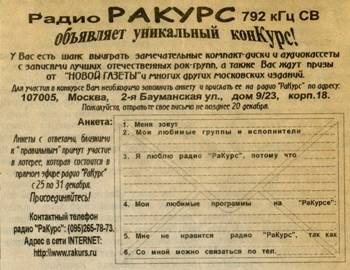 Радио РАКУРС 792 кГц СВ
объявляет уникальный конКурс!
У Вас есть шанс выиграть замечательные компакт-диски и аудиокассеты
с записями лучших отечественных рок-групп, а также Вас ждут призы
от "НОВОЙ ГАЗЕТЫ" и многих других московских изданий.
Для участия в конкурсе Вам необходимо заполнить анкету и прислать ее на радио "РаКурс" по адресу:
107005, Москва, 2-я Бауманская ул., дом 9/23, корп.18.
Пожалуйста, отправьте свое письмо не позднее 20 декабря.
Анкета:
Анкеты с ответами, близкими
к "правильным" примут участие
в лотерее, которая состоится в
прямом эфире радио "РаКурс"
с 25 по 31 декабря.
Присоединяйтесь!
Контактный телефон
радио "РаКурс": (095)265-78-73.
Адрес в сети INTERNET:
http://www.rakurs.ru
1. Меня зовут
2. Мои любимые группы и исполнители
3. Я люблю радио "РаКурс", потому что
4. Мои любимые программы на "РаКурсе":
5. Мне не нравится радио "РаКурс", так как
6. Со мной можно связаться по тел.